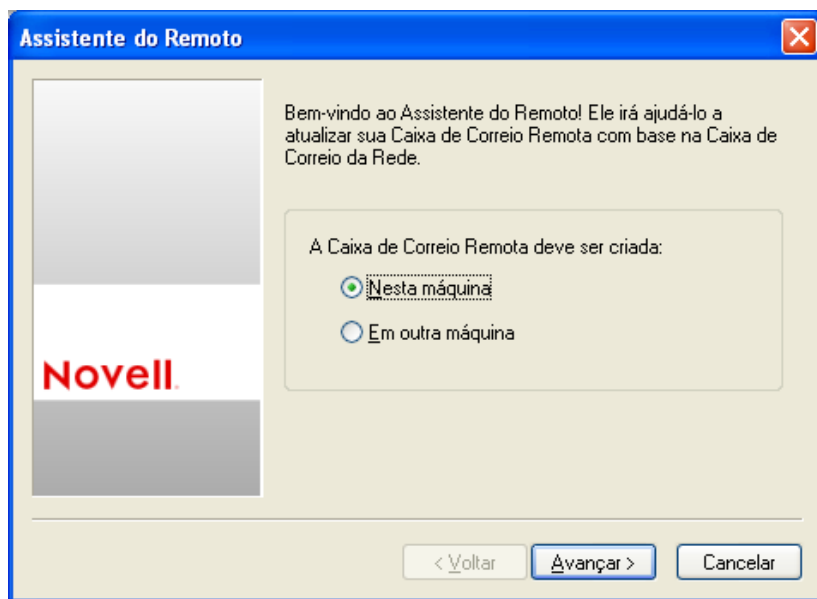 Assistente do Remoto
Bem-vindo ao Assistente do Remoto! Ele irá ajudá-lo a
atualizar sua Caixa de Correio Remota com base na Caixa de
Correio da Rede.
A Caixa de Correio Remota deve ser criada:
Nesta máquina
Em outra máquina
Novell.
< Voltar
Avançar >
Cancelar